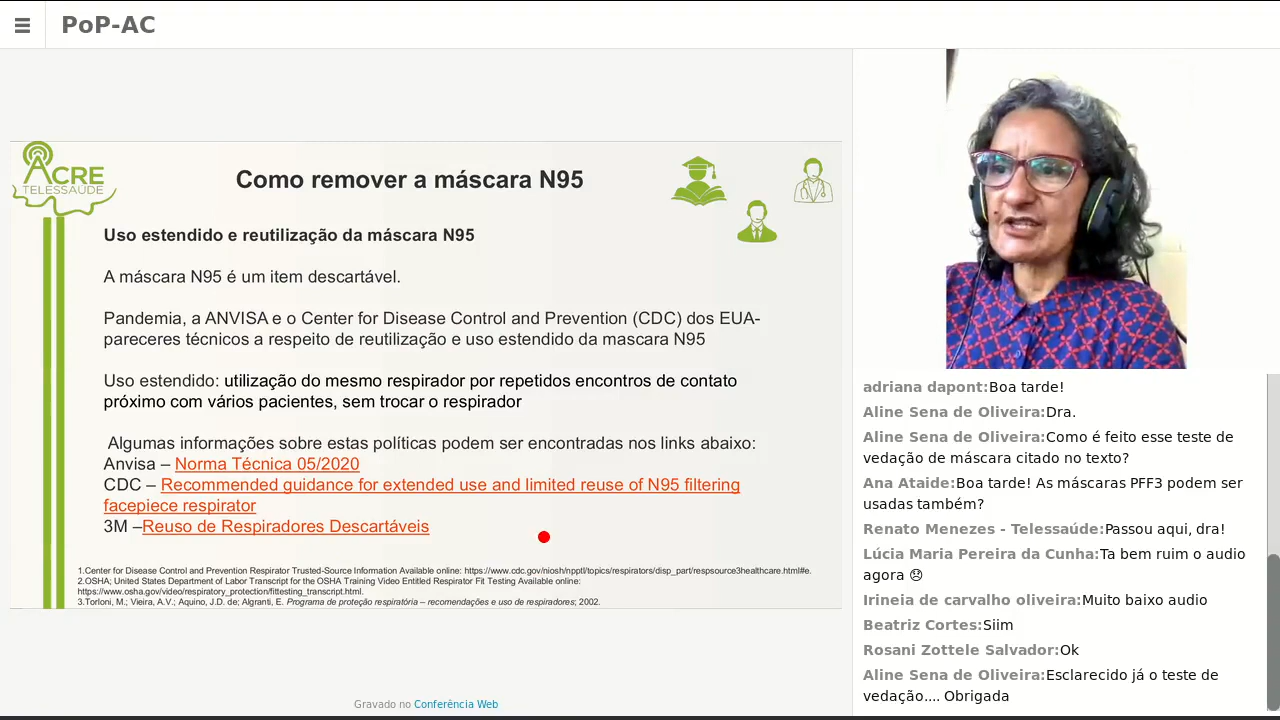 PoP-AC
ACRE
TELESSAÚDE
Como remover a máscara N95
Uso estendido e reutilização da máscara N95
A máscara N95 é um item descartável.
Pandemia, a ANVISA e o Center for Disease Control and Prevention (CDC) dos EUA-
pareceres técnicos a respeito de reutilização e uso estendido da mascara N95
Uso estendido: utilização do mesmo respirador por repetidos encontros de contato
próximo com vários pacientes, sem trocar o respirador
Algumas informações sobre estas políticas podem ser encontradas nos links abaixo:
Anvisa – Norma Técnica 05/2020
CDC – Recommended guidance for extended use and limited reuse of N95 filtering
facepiece respirator
3M –Reuso de Respiradores Descartáveis
1.Center for Disease Control and Prevention Respirator Trusted-Source Information Available online: https://www.cdc.gov/niosh/npptl/topics/respirators/disp_part/respsource3healthcare.html#e.
2.OSHA; United States Department of Labor Transcript for the OSHA Training Video Entitled Respirator Fit Testing Available online:
https://www.osha.gov/video/respiratory_protection/fittesting_transcript.html.
3.Torloni, M.; Vieira, A.V.; Aquino, J.D. de; Algranti, E. Programa de proteção respiratória – recomendações e uso de respiradores; 2002.
Gravado no Conferência Web
adriana dapont:Boa tarde!
Aline Sena de Oliveira:Dra.
Aline Sena de Oliveira:Como é feito esse teste de
vedação de máscara citado no texto?
Ana Ataide:Boa tarde! As máscaras PFF3 podem ser
usadas também?
Renato Menezes - Telessaúde:Passou aqui, dra!
Lúcia Maria Pereira da Cunha:Ta bem ruim o audio
agora 😞
Irineia de carvalho oliveira:Muito baixo audio
Beatriz Cortes:Siim
Rosani Zottele Salvador:Ok
Aline Sena de Oliveira:Esclarecido já o teste de
vedação.... Obrigada